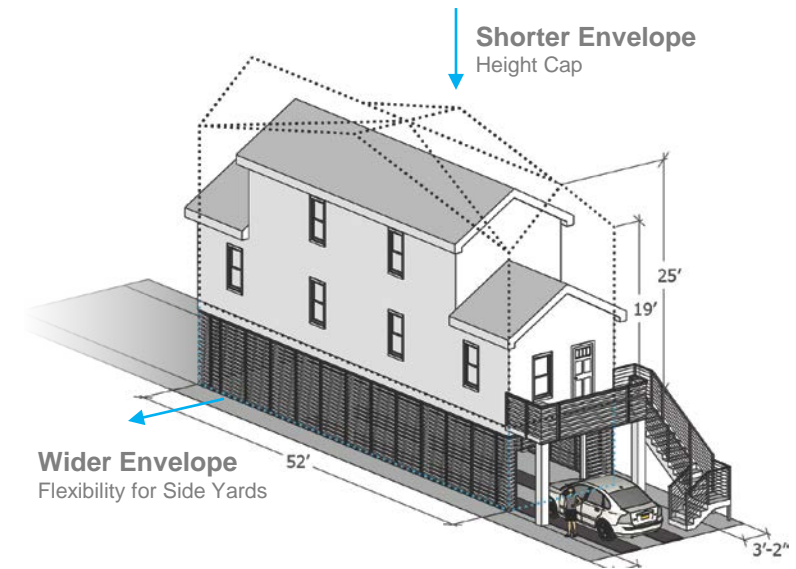 Shorter Envelope
Height Cap
25′
19′
Wider Envelope
Flexibility for Side Yards
52′
3′-2″